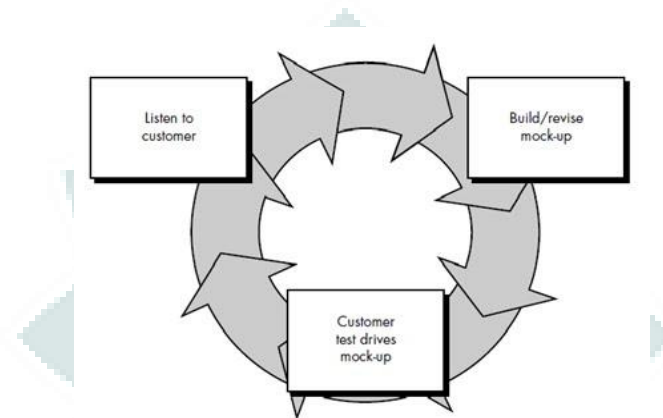 Listen to
customer
Build/revise
mock-up
Customer
test drives
mock-up